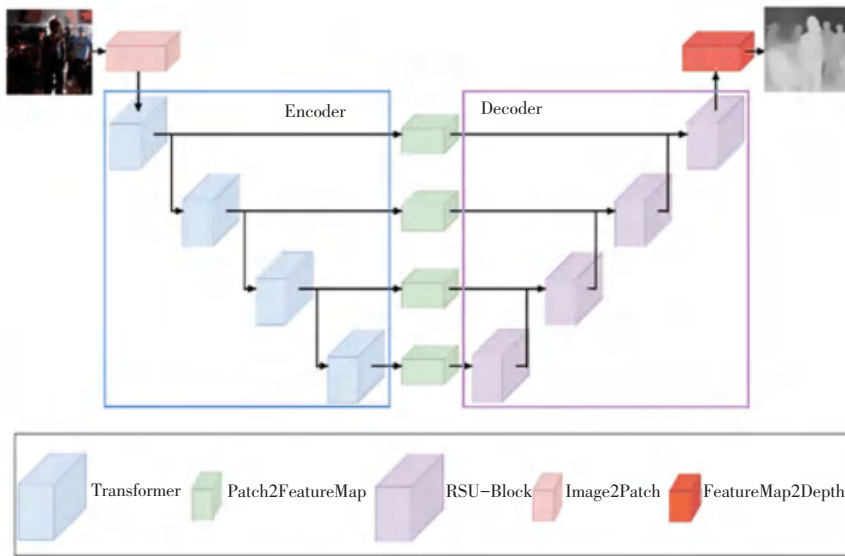 Encoder
Decoder
Transformer
Patch2FeatureMap
RSU-Block
Image2Patch
FeatureMap2Depth